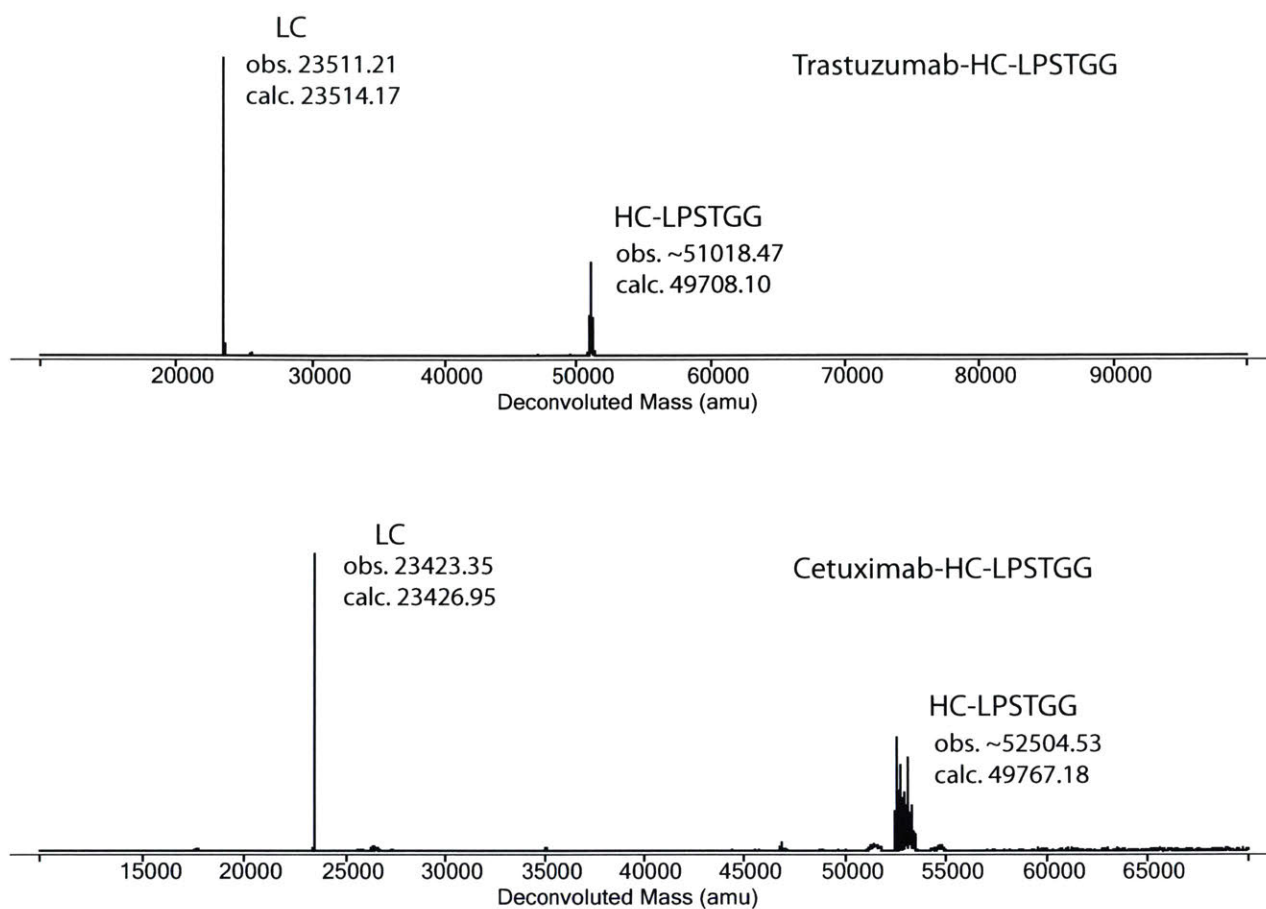 LC
obs. 23511.21
calc. 23514.17
Trastuzumab-HC-LPSTGG
HC-LPSTGG
obs. ~51018.47
calc. 49708.10
20000 30000 40000 50000 60000 70000 80000 90000
Deconvoluted Mass (amu)
LC
obs. 23423.35
calc. 23426.95
Cetuximab-HC-LPSTGG
HC-LPSTGG
obs. ~52504.53
calc. 49767.18
15000 20000 25000 30000 35000 40000 45000 50000 55000 60000 65000
Deconvoluted Mass (amu)